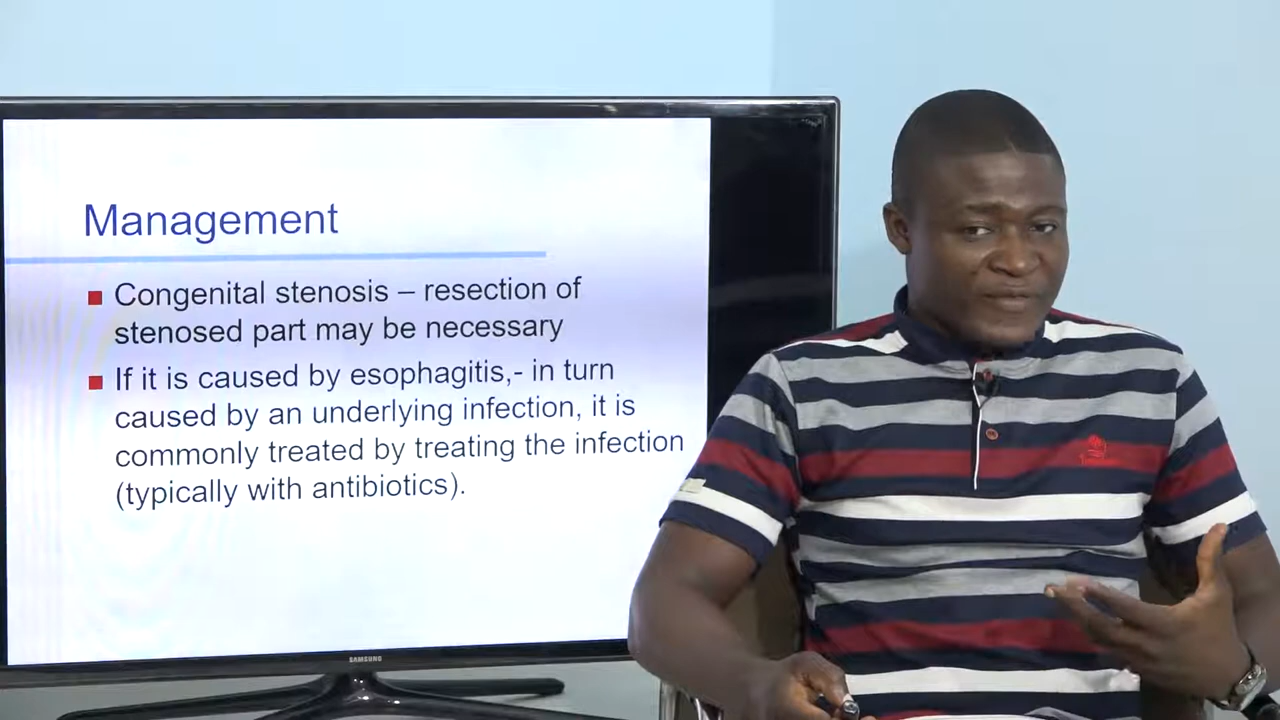 Management
Congenital stenosis – resection of
stenosed part may be necessary
If it is caused by esophagitis,- in turn
caused by an underlying infection, it is
commonly treated by treating the infection
(typically with antibiotics).
SAMSUNG